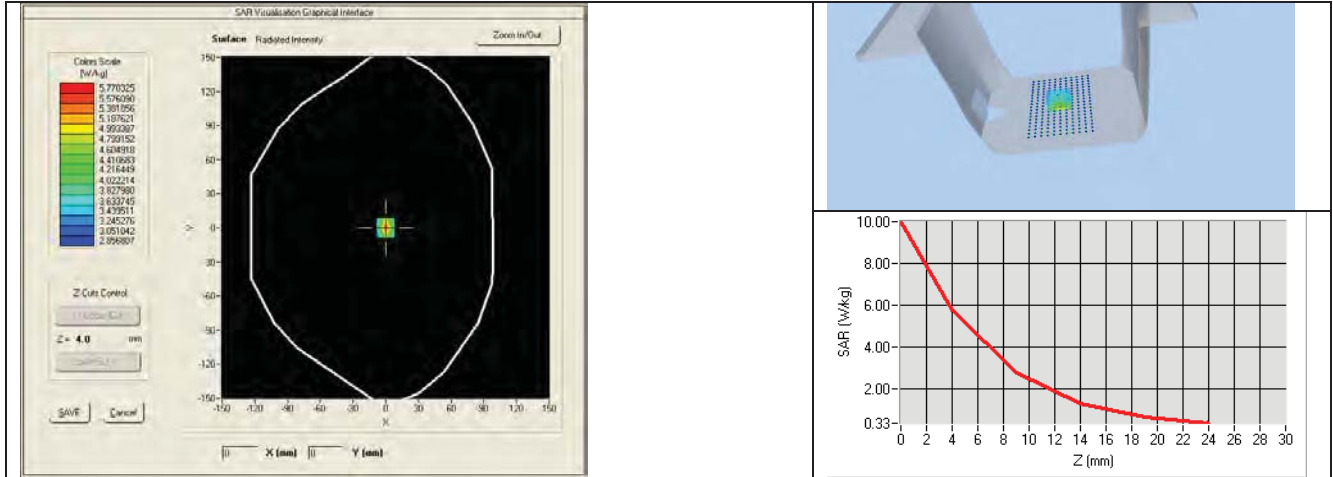 SAR Visualisation Graphical Interface
Surface Radiated Intensity
Zoom In/Out
Colors Scale
(W/kg)
5.770325
5.576090
5.381856
5.187621
4.993387
4.799152
4.604918
4.410683
4.216449
4.022214
3.827980
3.633745
3.439511
3.245276
3.051042
2.856807
Z Cuts Control
Z = 4.0 mm
SAVE
Cancel
150
120
90
60
30
0
-30
-60
-90
-120
-150
Y
-150 -120 -90 -60 -30 0 30 60 90 120 150
X
0 X (mm) 0 Y (mm)
10.00
8.00
6.00
4.00
2.00
0.33
SAR (W/kg)
0 2 4 6 8 10 12 14 16 18 20 22 24 26 28 30
Z (mm)